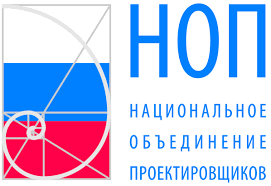 НОП
НАЦИОНАЛЬНОЕ
ОБЪЕДИНЕНИЕ
ПРОЕКТИРОВЩИКОВ